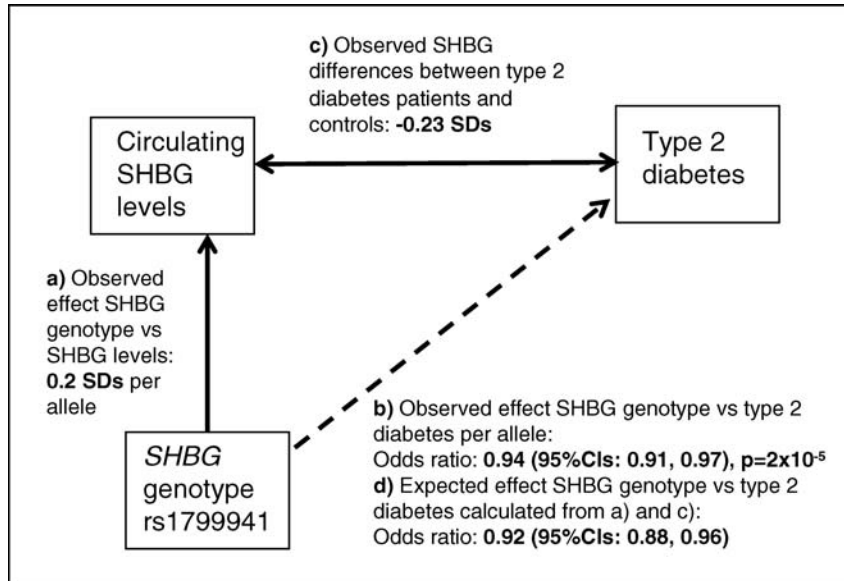 c) Observed SHBG
differences between type 2
diabetes patients and
controls: -0.23 SDs
Circulating
SHBG
levels
Type 2
diabetes
a) Observed
effect SHBG
genotype vs
SHBG levels:
0.2 SDs per
allele
SHBG
genotype
rs1799941
b) Observed effect SHBG genotype vs type 2
diabetes per allele:
Odds ratio: 0.94 (95%CIs: 0.91, 0.97), p=2x10⁻⁵
d) Expected effect SHBG genotype vs type 2
diabetes calculated from a) and c):
Odds ratio: 0.92 (95%CIs: 0.88, 0.96)